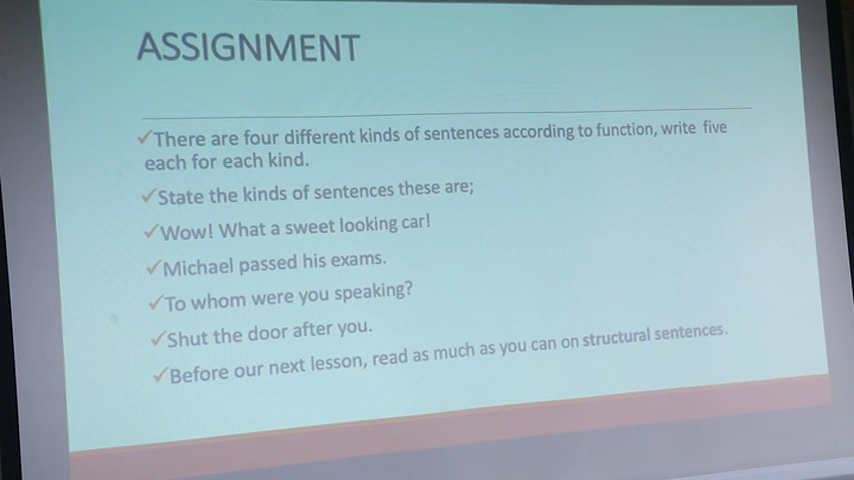 ASSIGNMENT
✓There are four different kinds of sentences according to function, write five
each for each kind.
✓State the kinds of sentences these are;
✓Wow! What a sweet looking car!
✓Michael passed his exams.
✓To whom were you speaking?
✓Shut the door after you.
✓Before our next lesson, read as much as you can on structural sentences.